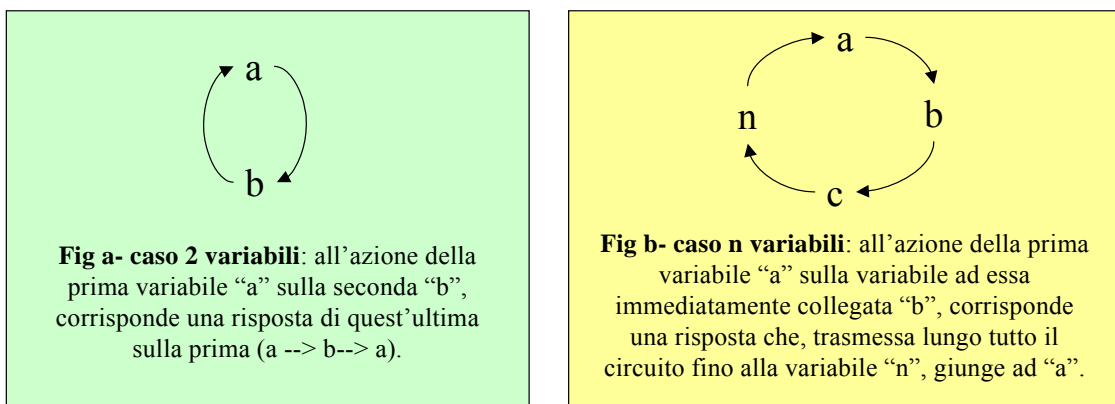 a
b
Fig a- caso 2 variabili: all’azione della
prima variabile “a” sulla seconda “b”,
corrisponde una risposta di quest’ultima
sulla prima (a --> b--> a).
a
n b
c
Fig b- caso n variabili: all’azione della prima
variabile “a” sulla variabile ad essa
immediatamente collegata “b”, corrisponde
una risposta che, trasmessa lungo tutto il
circuito fino alla variabile “n”, giunge ad “a”.